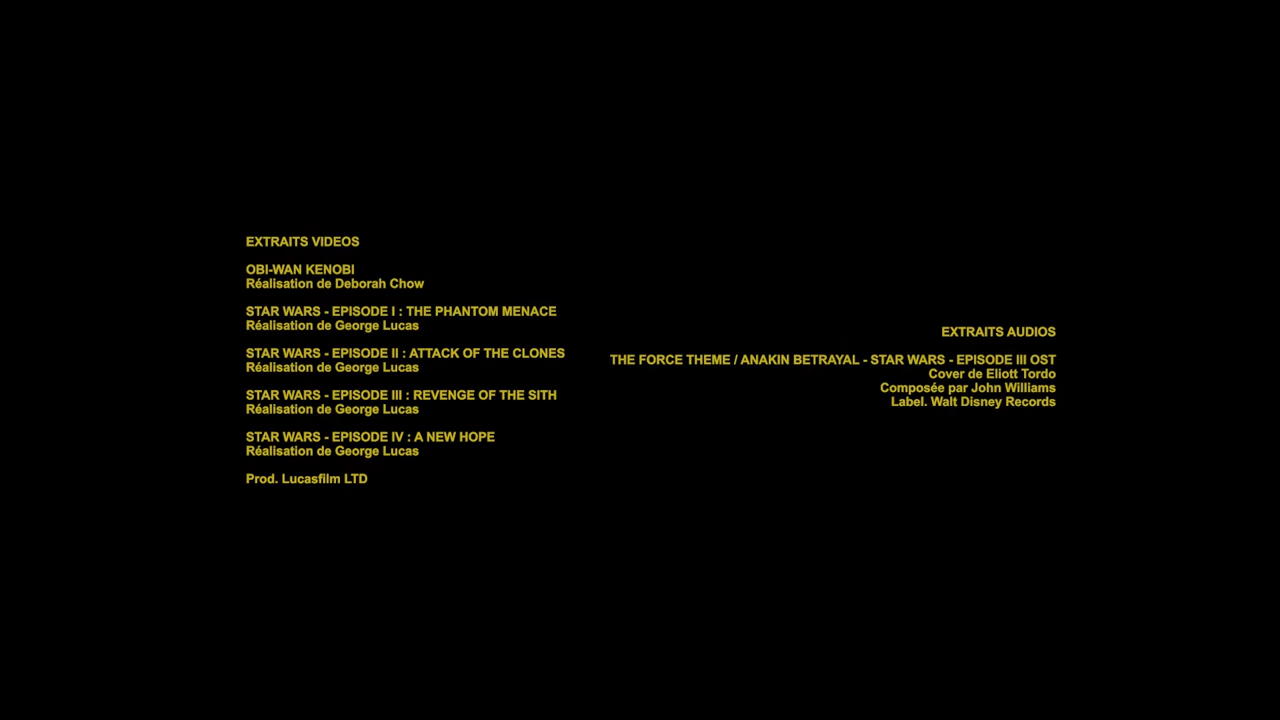 EXTRAITS VIDEOS
OBI-WAN KENOBI
Réalisation de Deborah Chow
STAR WARS - EPISODE I : THE PHANTOM MENACE
Réalisation de George Lucas
STAR WARS - EPISODE II : ATTACK OF THE CLONES
Réalisation de George Lucas
STAR WARS - EPISODE III : REVENGE OF THE SITH
Réalisation de George Lucas
STAR WARS - EPISODE IV : A NEW HOPE
Réalisation de George Lucas
Prod. Lucasfilm LTD
EXTRAITS AUDIOS
THE FORCE THEME / ANAKIN BETRAYAL - STAR WARS - EPISODE III OST
Cover de Eliott Tordo
Composée par John Williams
Label. Walt Disney Records